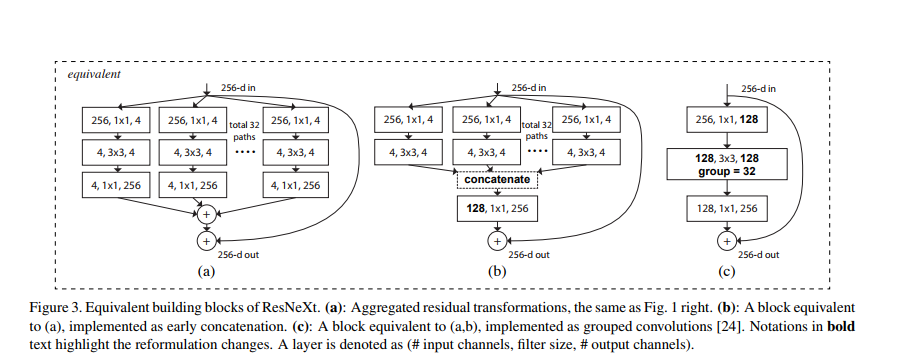 equivalent
256-d in
256, 1x1, 4
256, 1x1, 4
total 32
paths
256, 1x1, 4
4, 3x3, 4
4, 3x3, 4
....
4, 3x3, 4
4, 1x1, 256
4, 1x1, 256
4, 1x1, 256
+
+
256-d out
(a)
256-d in
256, 1x1, 4
256, 1x1, 4
total 32
paths
256, 1x1, 4
4, 3x3, 4
4, 3x3, 4
....
4, 3x3, 4
concatenate
128, 1x1, 256
+
256-d out
(b)
256-d in
256, 1x1, 128
128, 3x3, 128
group = 32
128, 1x1, 256
+
256-d out
(c)
Figure 3. Equivalent building blocks of ResNeXt. (a): Aggregated residual transformations, the same as Fig. 1 right. (b): A block equivalent
to (a), implemented as early concatenation. (c): A block equivalent to (a,b), implemented as grouped convolutions [24]. Notations in bold
text highlight the reformulation changes. A layer is denoted as (# input channels, filter size, # output channels).